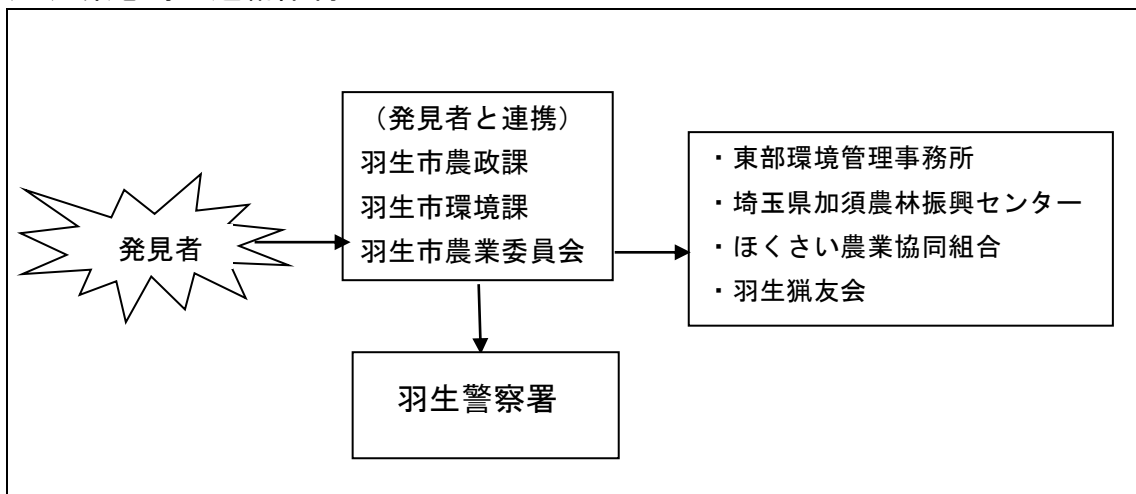 発見者
（発見者と連携）
羽生市農政課
羽生市環境課
羽生市農業委員会
・東部環境管理事務所
・埼玉県加須農林振興センター
・ほくさい農業協同組合
・羽生猟友会
羽生警察署